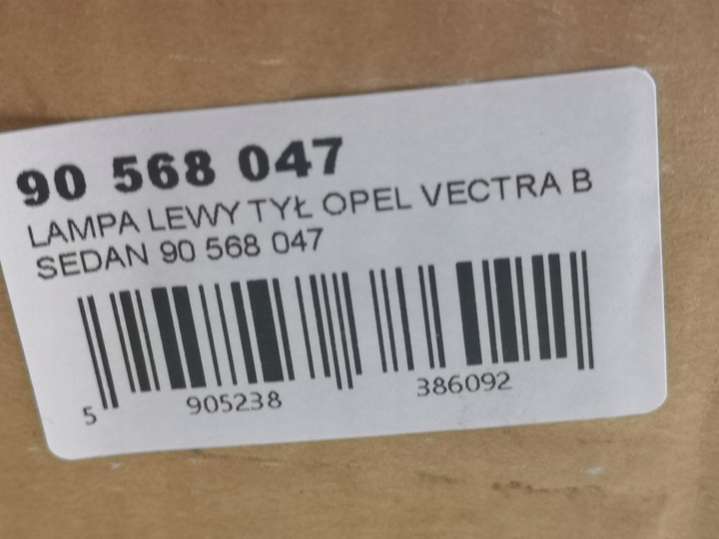 90 568 047
LAMPA LEWY TYŁ OPEL VECTRA B
SEDAN 90 568 047
5 905238 386092